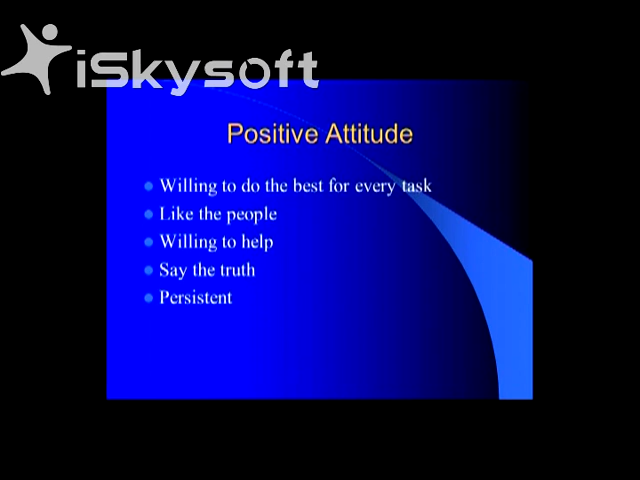 iSkysoft
Positive Attitude
Willing to do the best for every task
Like the people
Willing to help
Say the truth
Persistent